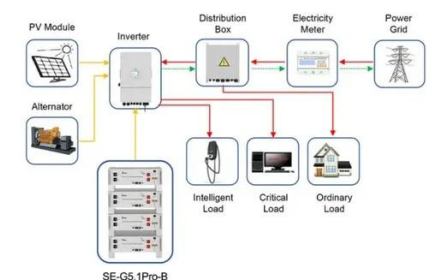 PV Module
Inverter
Distribution
Box
Electricity
Meter
Power
Grid
Alternator
Intelligent
Load
Critical
Load
Ordinary
Load
SE-G5.1Pro-B